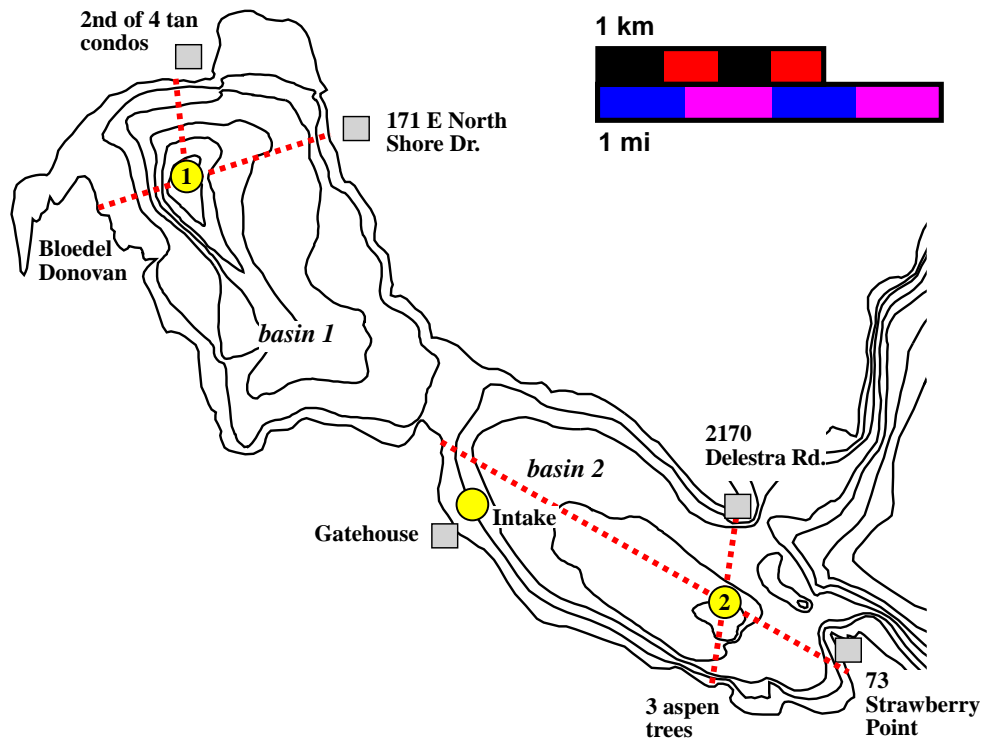 2nd of 4 tan
condos
1 km
1 mi
171 E North
Shore Dr.
1
Bloedel
Donovan
basin 1
2170
Delestra Rd.
basin 2
Intake
Gatehouse
2
73
Strawberry
Point
3 aspen
trees